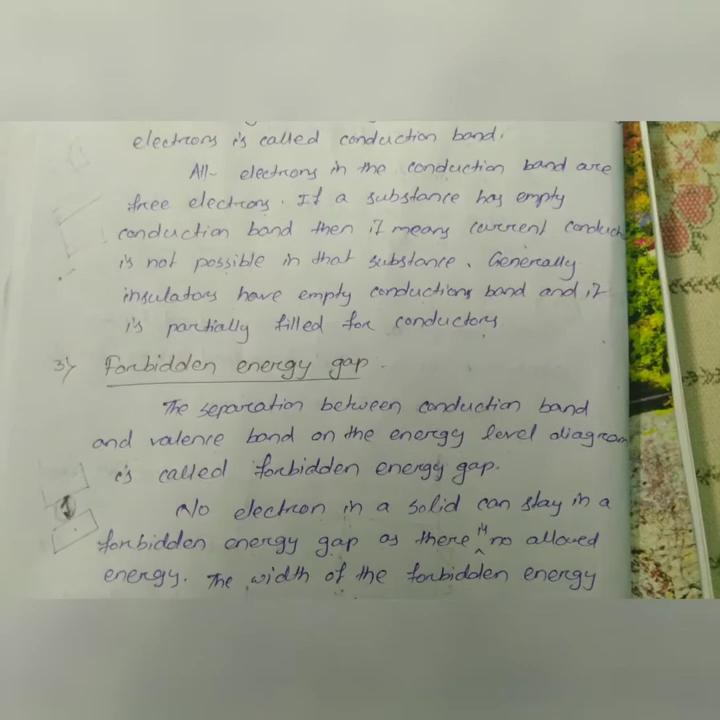 electrons is called conduction band.
All electrons in the conduction band are
free electrons. If a substance has empty
conduction band then it means current conduct
is not possible in that substance. Generally
insulators have empty conductions band and it
is partially filled for conductors
3) Forbidden energy gap.
The separation between conduction band
and valence band on the energy level diagram
is called forbidden energy gap.
No electron in a solid can stay in a
forbidden energy gap as there is no allowed
energy. The width of the forbidden energy